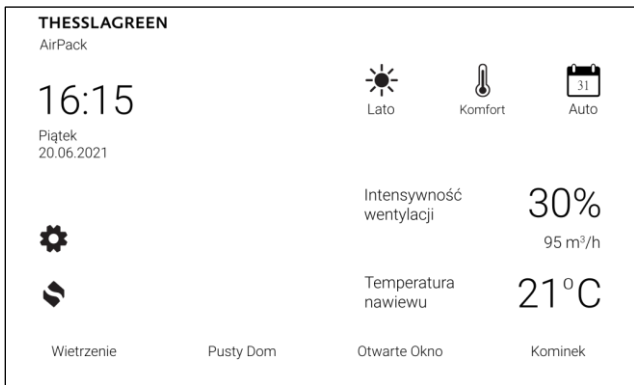 THESSLAGREEN
AirPack
16:15
Piątek
20.06.2021
31
Lato
Komfort
Auto
Intensywność
wentylacji
30%
95 m³/h
Temperatura
nawiewu
21°C
Wietrzenie
Pusty Dom
Otwarte Okno
Kominek